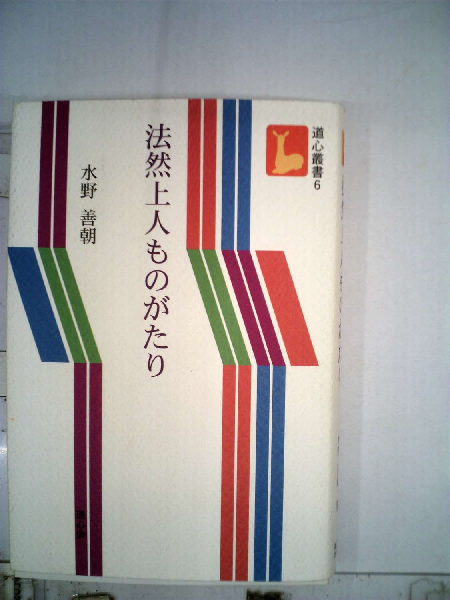 道心叢書6
法然上人ものがたり
水野 善朝